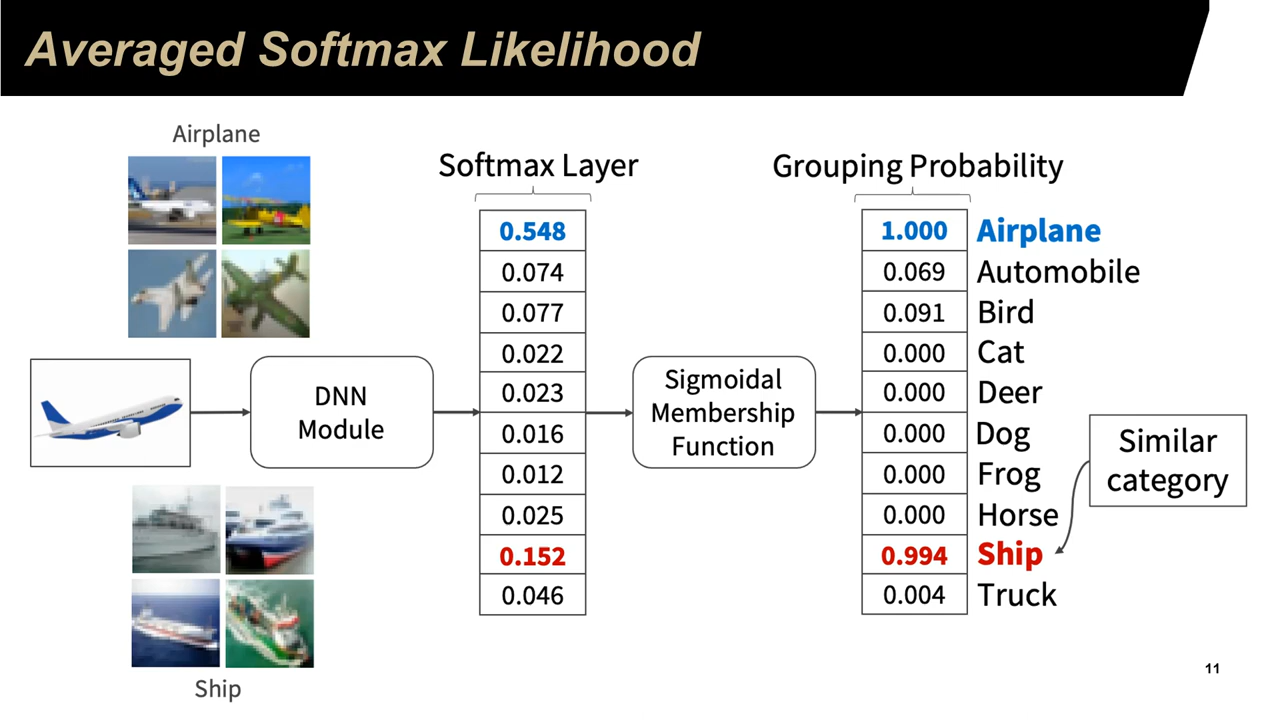 Averaged Softmax Likelihood
Airplane
Softmax Layer
Grouping Probability
0.548
0.074
0.077
0.022
0.023
0.016
0.012
0.025
0.152
0.046
1.000 Airplane
0.069 Automobile
0.091 Bird
0.000 Cat
0.000 Deer
0.000 Dog
0.000 Frog
0.000 Horse
0.994 Ship
0.004 Truck
DNN
Module
Sigmoidal
Membership
Function
Similar
category
Ship
11